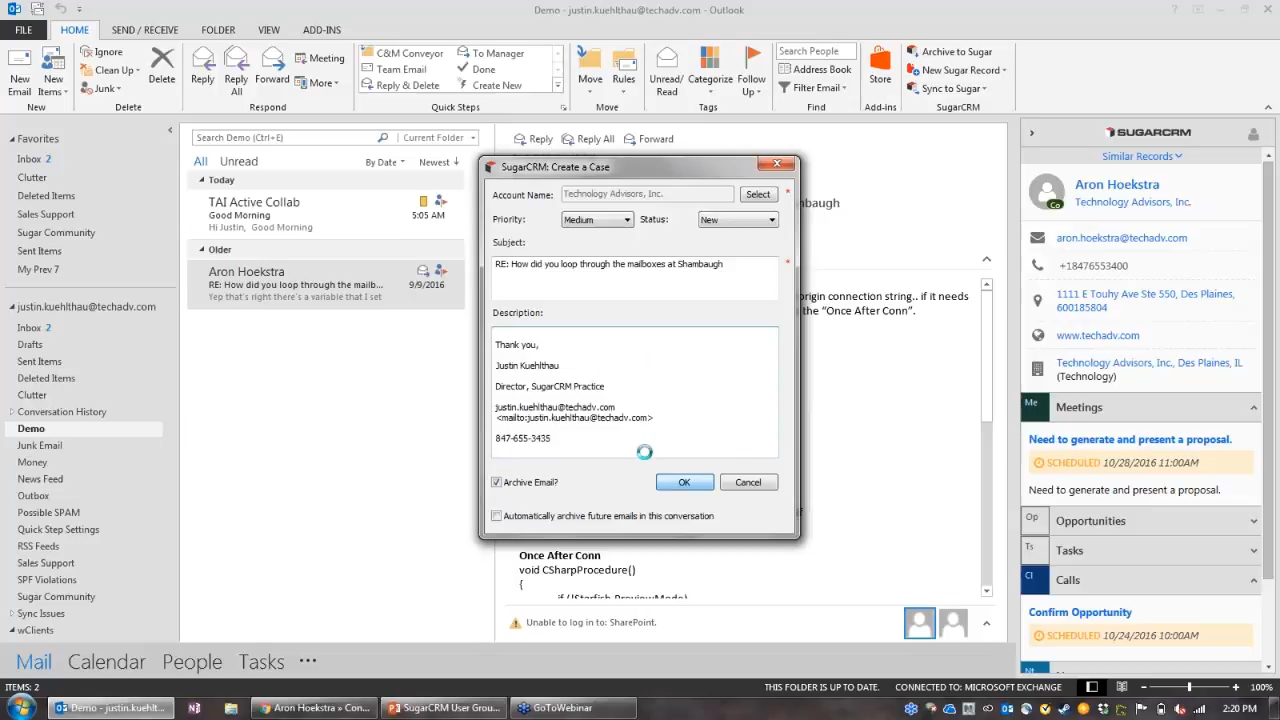 Demo - justin.kuehlthau@techadv.com - Outlook
FILE HOME SEND / RECEIVE FOLDER VIEW ADD-INS
New Email
New Items
New
Ignore
Clean Up
Junk
Delete
Delete
Reply
Reply All
Forward
Meeting
More
Respond
C&M Conveyor
Team Email
Reply & Delete
To Manager
Done
Create New
Quick Steps
Move
Rules
Move
Unread/ Read
Categorize
Follow Up
Tags
Search People
Address Book
Filter Email
Find
Store
Add-ins
Archive to Sugar
New Sugar Record
Sync to Sugar
SugarCRM
Favorites
Inbox 2
Clutter
Deleted Items
Sales Support
Sugar Community
Sent Items
My Prev 7
justin.kuehlthau@techadv.com
Inbox 2
Drafts
Sent Items
Deleted Items
Clutter
Conversation History
Demo
Junk Email
Money
News Feed
Outbox
Possible SPAM
Quick Step Settings
RSS Feeds
Sales Support
SPF Violations
Sugar Community
Sync Issues
wClients
Search Demo (Ctrl+E)
Current Folder
All Unread
By Date Newest
Today
TAI Active Collab
Good Morning
5:05 AM
Hi Justin, Good Morning
Older
Aron Hoekstra
RE: How did you loop through the mailb...
9/9/2016
Yep that's right there's a variable that I set
Reply Reply All Forward
mbaugh
origin connection string.. if it needs
the “Once After Conn”.
Once After Conn
void CSharpProcedure()
{
if (!Starfish.PreviewMode)
Unable to log in to: SharePoint.
SugarCRM: Create a Case
Account Name: Technology Advisors, Inc. Select *
Priority: Medium Status: New
Subject:
RE: How did you loop through the mailboxes at Shambaugh
*
Description:
Thank you,
Justin Kuehlthau
Director, SugarCRM Practice
justin.kuehlthau@techadv.com
<mailto:justin.kuehlthau@techadv.com>
847-655-3435
Archive Email?
OK Cancel
Automatically archive future emails in this conversation
SUGARCRM
Similar Records
Aron Hoekstra
Technology Advisors, Inc.
Co
aron.hoekstra@techadv.com
+18476553400
1111 E Touhy Ave Ste 550, Des Plaines,
600185804
www.techadv.com
Technology Advisors, Inc., Des Plaines, IL
(Technology)
Me Meetings
Need to generate and present a proposal.
SCHEDULED 10/28/2016 11:00AM
Need to generate and present a proposal.
Op Opportunities
Ts Tasks
Cl Calls
Confirm Opportunity
SCHEDULED 10/24/2016 10:00AM
Nt
Mail Calendar People Tasks •••
ITEMS: 2
THIS FOLDER IS UP TO DATE. CONNECTED TO: MICROSOFT EXCHANGE
100%
Demo - justin.kuehlt...
Aron Hoekstra » Con...
SugarCRM User Grou...
GoToWebinar
2:20 PM